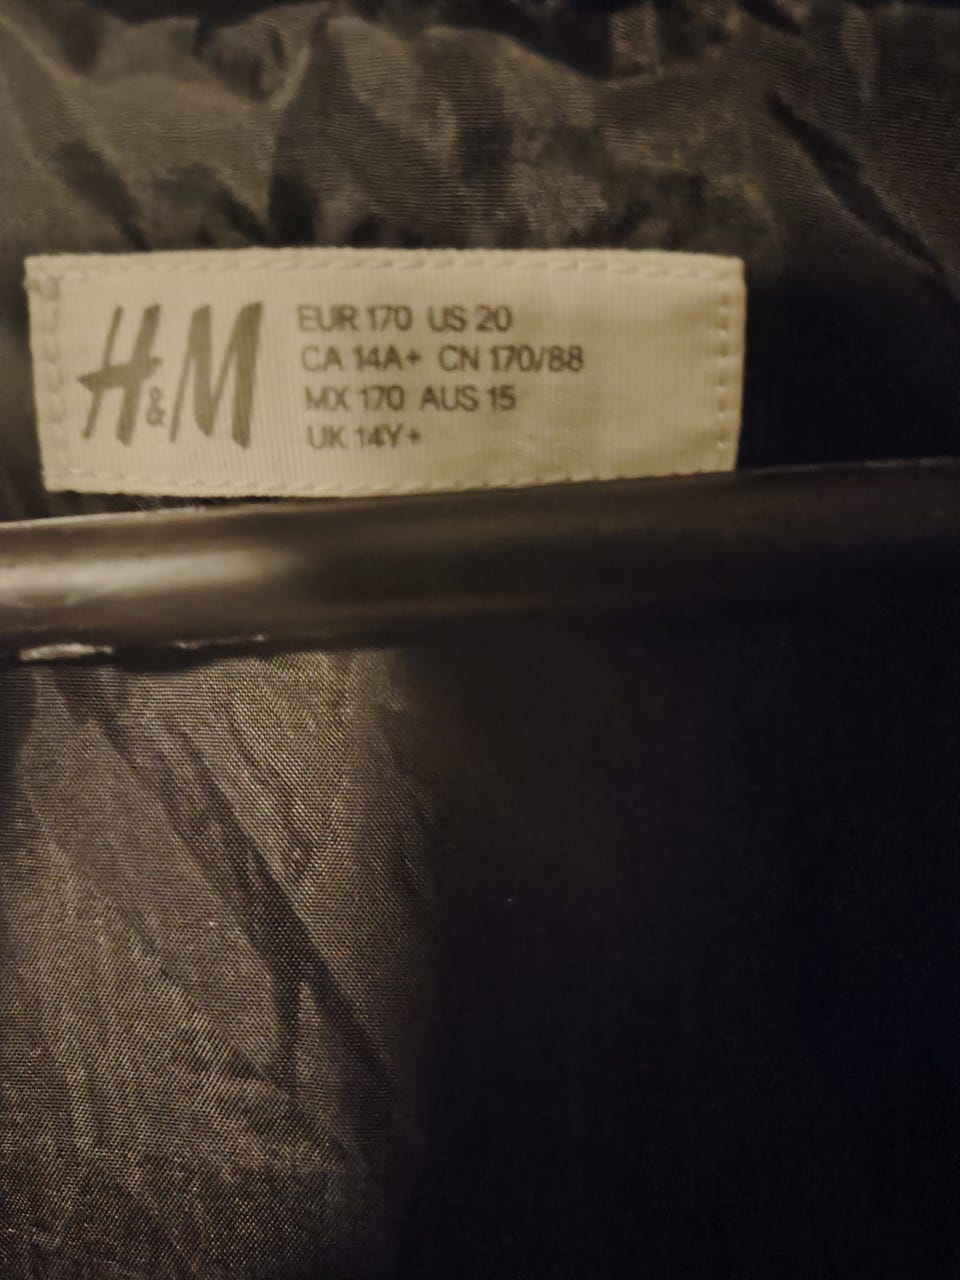 H&M
EUR 170 US 20
CA 14A+ CN 170/88
MX 170 AUS 15
UK 14Y+